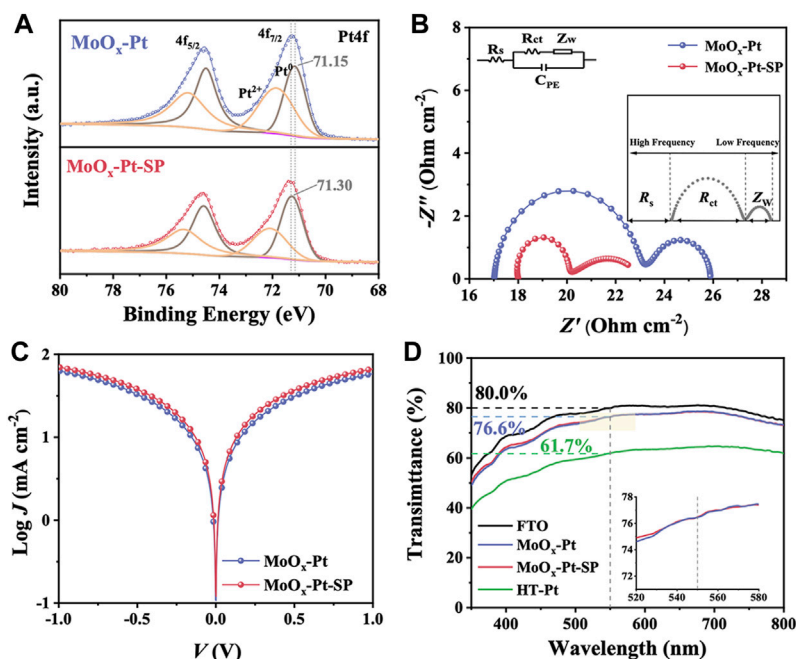 A
MoOx-Pt
4f5/2
4f7/2
Pt4f
Pt2+
Pt0
71.15
MoOx-Pt-SP
71.30
Intensity (a.u.)
80 78 76 74 72 70 68
Binding Energy (eV)
B
Rs Rct Zw
CPE
MoOx-Pt
MoOx-Pt-SP
High Frequency Low Frequency
Rs Rct ZW
-Z″ (Ohm cm-2)
8
6
4
2
0
16 18 20 22 24 26 28
Z′ (Ohm cm-2)
C
Log J (mA cm-2)
2
1
0
-1
MoOx-Pt
MoOx-Pt-SP
-1.0 -0.5 0.0 0.5 1.0
V (V)
D
Transimttance (%)
100
80
60
40
20
0
80.0%
76.6%
61.7%
FTO
MoOx-Pt
MoOx-Pt-SP
HT-Pt
78
76
74
72
520 540 560 580
400 500 600 700 800
Wavelength (nm)